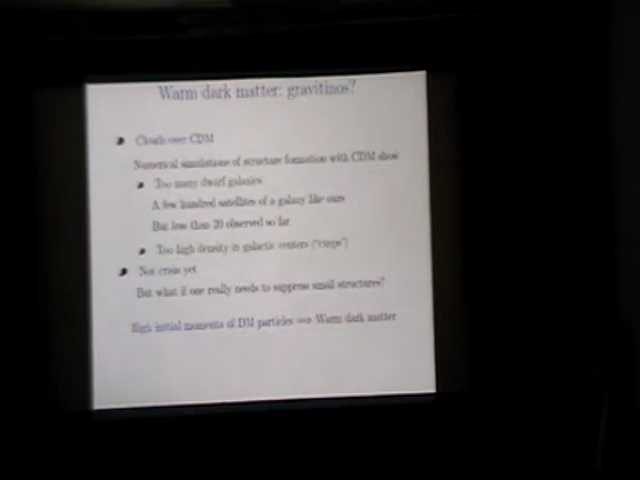 Warm dark matter: gravitinos?
Clouds over CDM
Numerical simulations of structure formation with CDM show
Too many dwarf galaxies
A few hundred satellites of a galaxy like ours
But less than 20 observed so far
Too high density in galactic centers ("cusps")
Not crisis yet
But what if one really needs to suppress small structures?
High initial momenta of DM particles ⟹ Warm dark matter